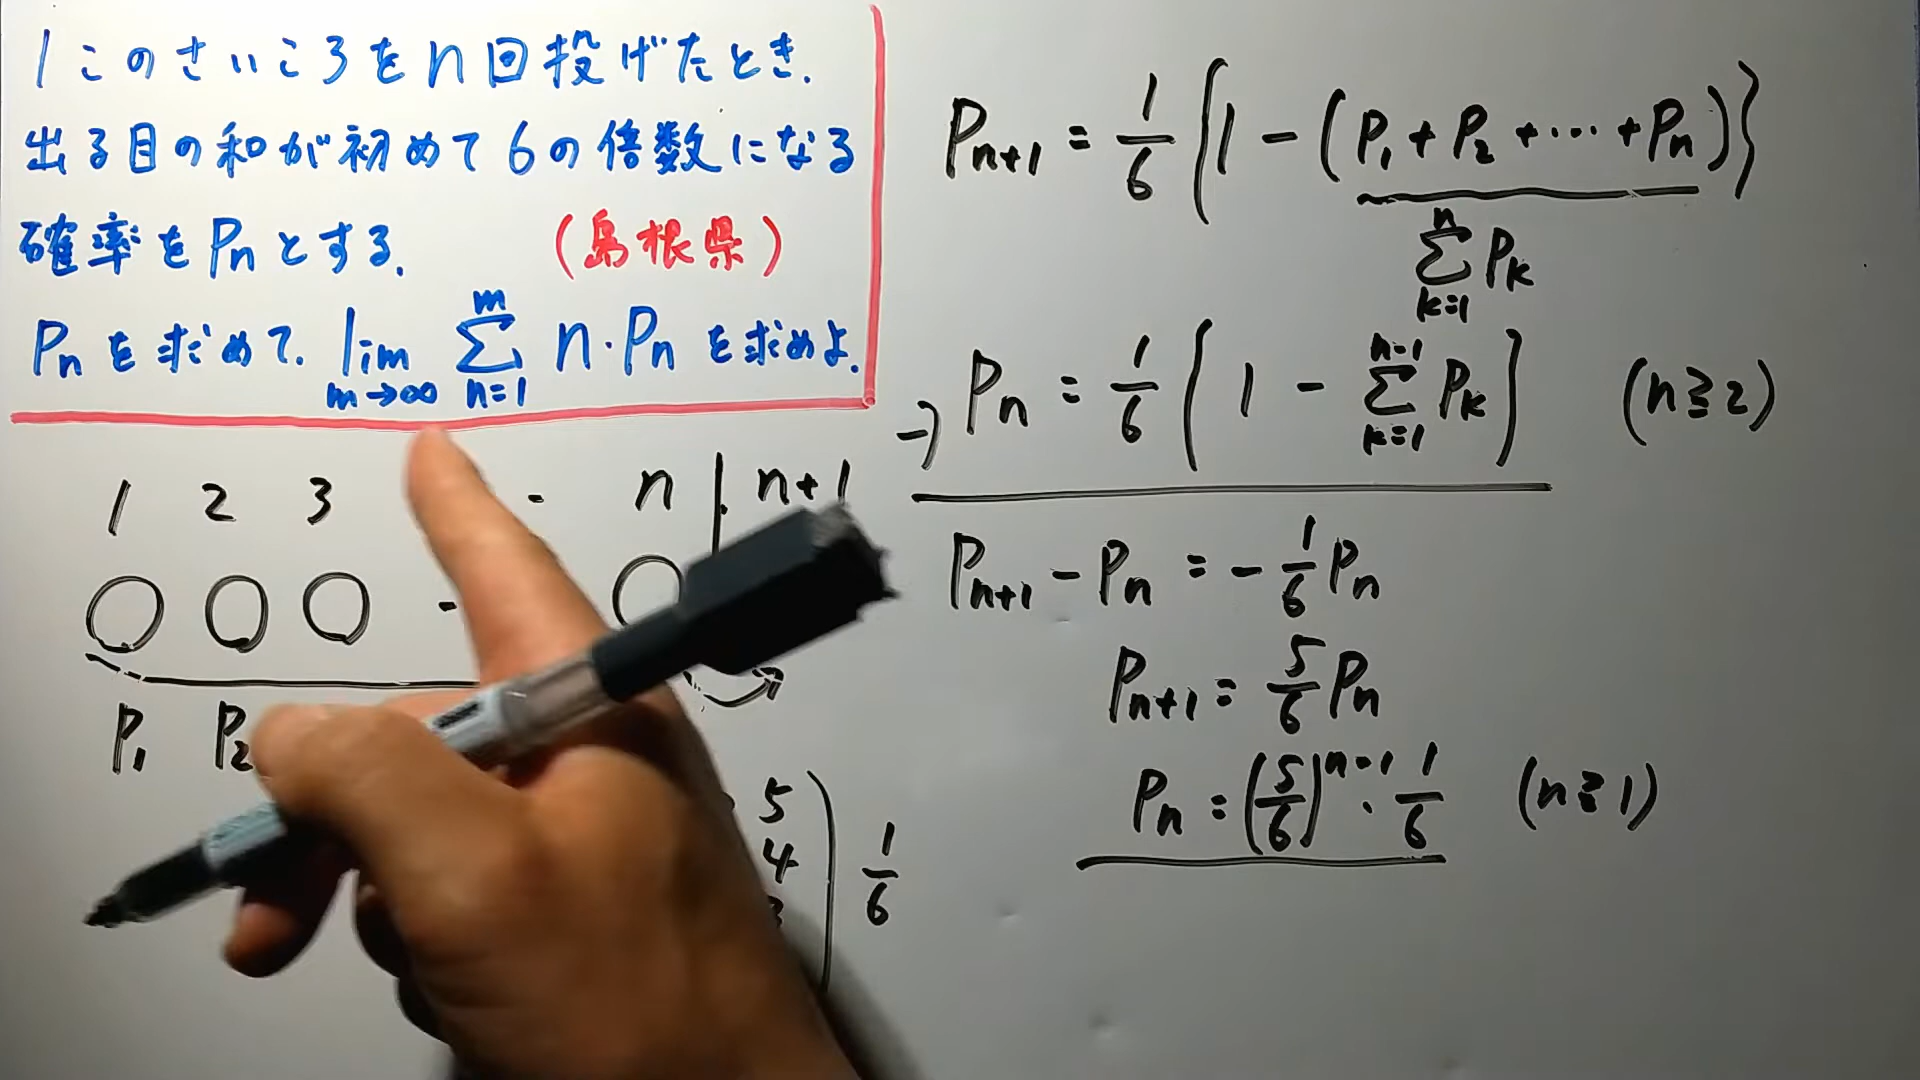 1このさいころをn回投げたとき.
出る目の和が初めて6の倍数になる
確率をPnとする. (島根県)
Pnを求めて. lim m→∞ Σ n=1 m n・Pn を求めよ.
1 2 3 - n n+1
P1 P2
5
4
1/6
Pn+1 = 1/6 {1 - (P1 + P2 + … + Pn)}
Σ k=1 n Pk
-) Pn = 1/6 {1 - Σ k=1 n-1 Pk} (n≧2)
Pn+1 - Pn = - 1/6 Pn
Pn+1 = 5/6 Pn
Pn = (5/6)^n-1 ・ 1/6 (n≧1)